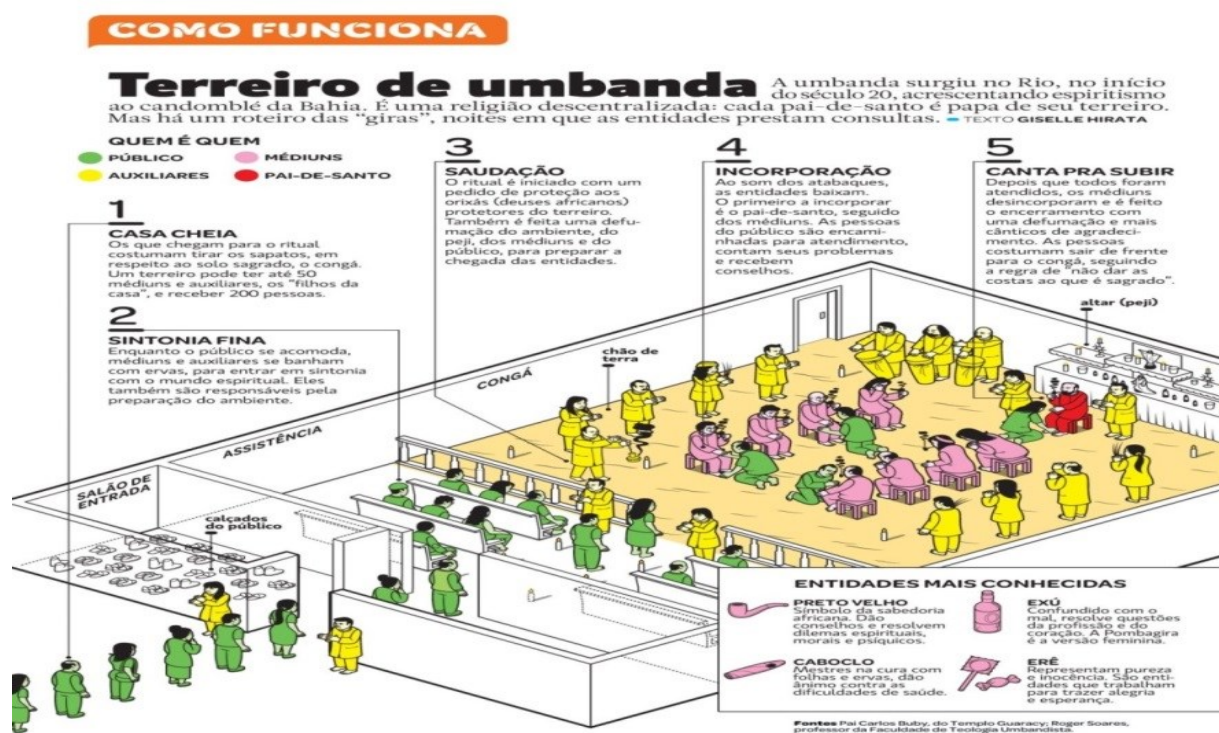 COMO FUNCIONA
Terreiro de umbanda
A umbanda surgiu no Rio, no início
do século 20, acrescentando espiritismo
ao candomblé da Bahia. É uma religião descentralizada: cada pai-de-santo é papa de seu terreiro.
Mas há um roteiro das "giras", noites em que as entidades prestam consultas. TEXTO GISELLE HIRATA
QUEM É QUEM
PÚBLICO
MÉDIUNS
AUXILIARES
PAI-DE-SANTO
1
CASA CHEIA
Os que chegam para o ritual
costumam tirar os sapatos, em
respeito ao solo sagrado, o congá.
Um terreiro pode ter até 50
médiuns e auxiliares, os "filhos da
casa", e receber 200 pessoas.
2
SINTONIA FINA
Enquanto o público se acomoda,
médiuns e auxiliares se banham
com ervas, para entrar em sintonia
com o mundo espiritual. Eles
também são responsáveis pela
preparação do ambiente.
3
SAUDAÇÃO
O ritual é iniciado com um
pedido de proteção aos
orixás (deuses africanos)
protetores do terreiro.
Também é feita uma defu-
mação do ambiente, do
peji, dos médiuns e do
público, para preparar a
chegada das entidades.
4
INCORPORAÇÃO
Ao som dos atabaques,
as entidades baixam.
O primeiro a incorporar
é o pai-de-santo, seguido
dos médiuns. As pessoas
do público são encami-
nhadas para atendimento,
contam seus problemas
e recebem
conselhos.
5
CANTA PRA SUBIR
Depois que todos foram
atendidos, os médiuns
desincorporam e é feito
o encerramento com
uma defumação e mais
cânticos de agradeci-
mento. As pessoas
costumam sair de frente
para o congá, seguindo
a regra de "não dar as
costas ao que é sagrado".
altar (peji)
chão de
terra
CONGÁ
ASSISTÊNCIA
SALÃO DE
ENTRADA
calçados
do público
ENTIDADES MAIS CONHECIDAS
PRETO VELHO
Símbolo da sabedoria
africana. Dão
conselhos e resolvem
dilemas espirituais,
morais e psíquicos.
EXÚ
Confundido com o
mal, resolve questões
da profissão e do
coração. A Pombagira
é a versão feminina.
CABOCLO
Mestres na cura com
folhas e ervas, dão
ânimo contra as
dificuldades de saúde.
ERÊ
Representam pureza
e inocência. São enti-
dades que trabalham
para trazer alegria
e esperança.
Fontes Pai Carlos Buby, do Templo Guaracy; Roger Soares,
professor da Faculdade de Teologia Umbandista.